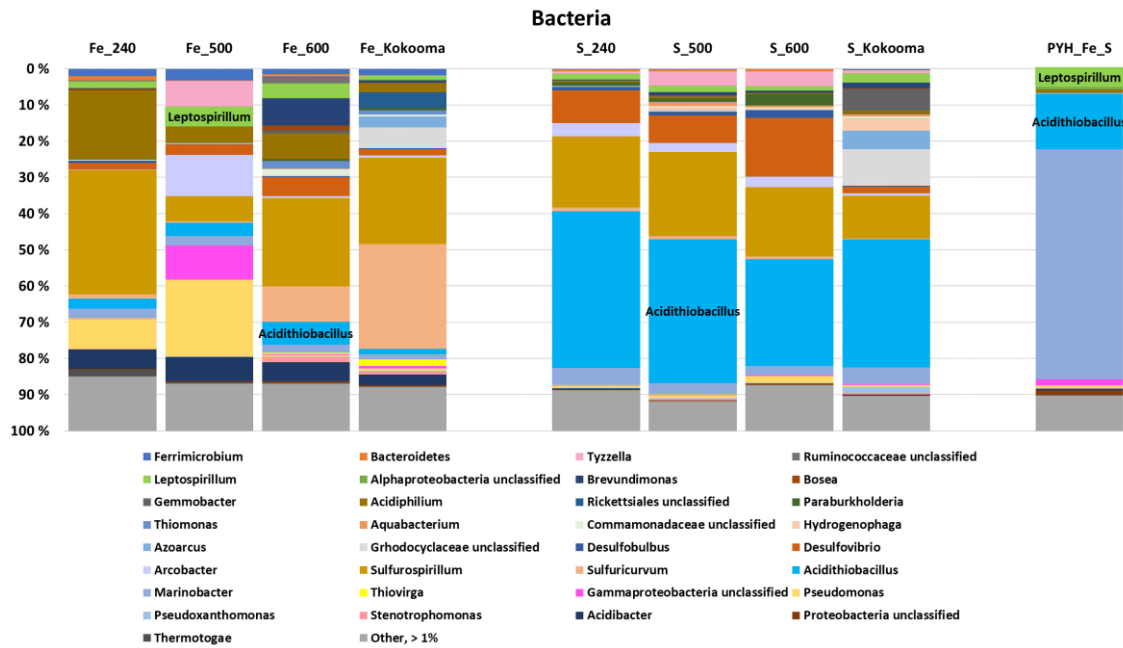 Bacteria
Fe_240 Fe_500 Fe_600 Fe_Kokooma S_240 S_500 S_600 S_Kokooma PYH_Fe_S
0 %
10 %
20 %
30 %
40 %
50 %
60 %
70 %
80 %
90 %
100 %
Leptospirillum
Acidithiobacillus
Acidithiobacillus
Leptospirillum
Acidithiobacillus
Ferrimicrobium Bacteroidetes Tyzzella Ruminococcaceae unclassified
Leptospirillum Alphaproteobacteria unclassified Brevundimonas Bosea
Gemmobacter Acidiphilium Rickettsiales unclassified Paraburkholderia
Thiomonas Aquabacterium Commamonadaceae unclassified Hydrogenophaga
Azoarcus Grhodocyclaceae unclassified Desulfobulbus Desulfovibrio
Arcobacter Sulfurospirillum Sulfuricurvum Acidithiobacillus
Marinobacter Thiovirga Gammaproteobacteria unclassified Pseudomonas
Pseudoxanthomonas Stenotrophomonas Acidibacter Proteobacteria unclassified
Thermotogae Other, > 1%